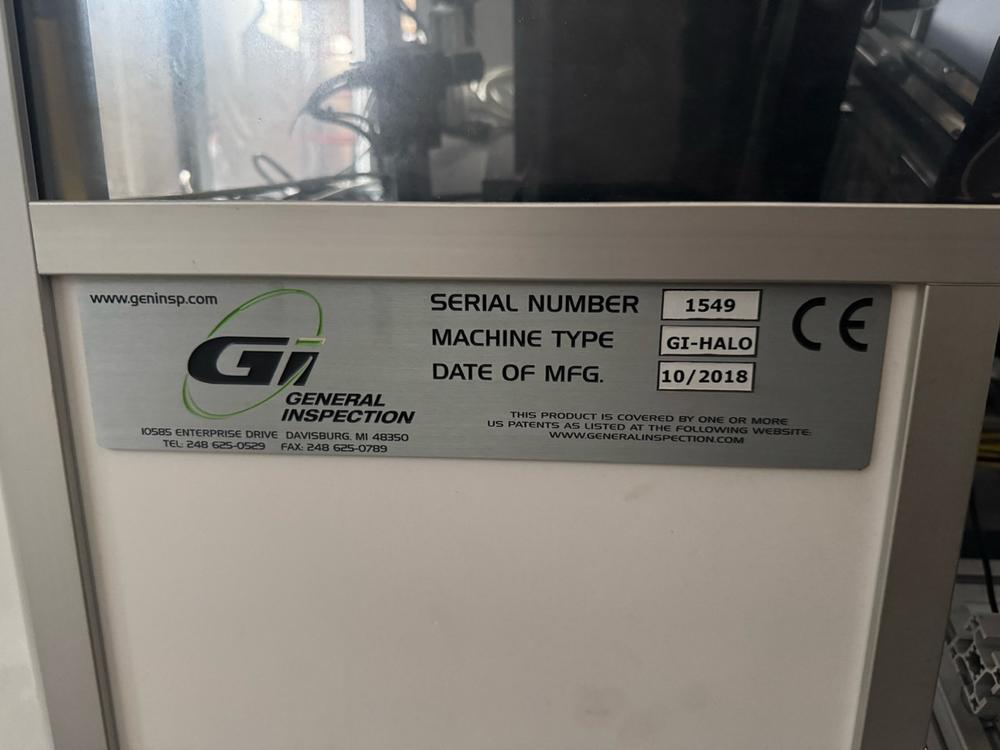 www.geninsp.com
Gi
GENERAL
INSPECTION
10585 ENTERPRISE DRIVE DAVISBURG. MI 48350
TEL: 248 625-0529 FAX: 248 625-0789
SERIAL NUMBER 1549
MACHINE TYPE GI-HALO
DATE OF MFG. 10/2018
CE
THIS PRODUCT IS COVERED BY ONE OR MORE
US PATENTS AS LISTED AT THE FOLLOWING WEBSITE:
WWW.GENERALINSPECTION.COM